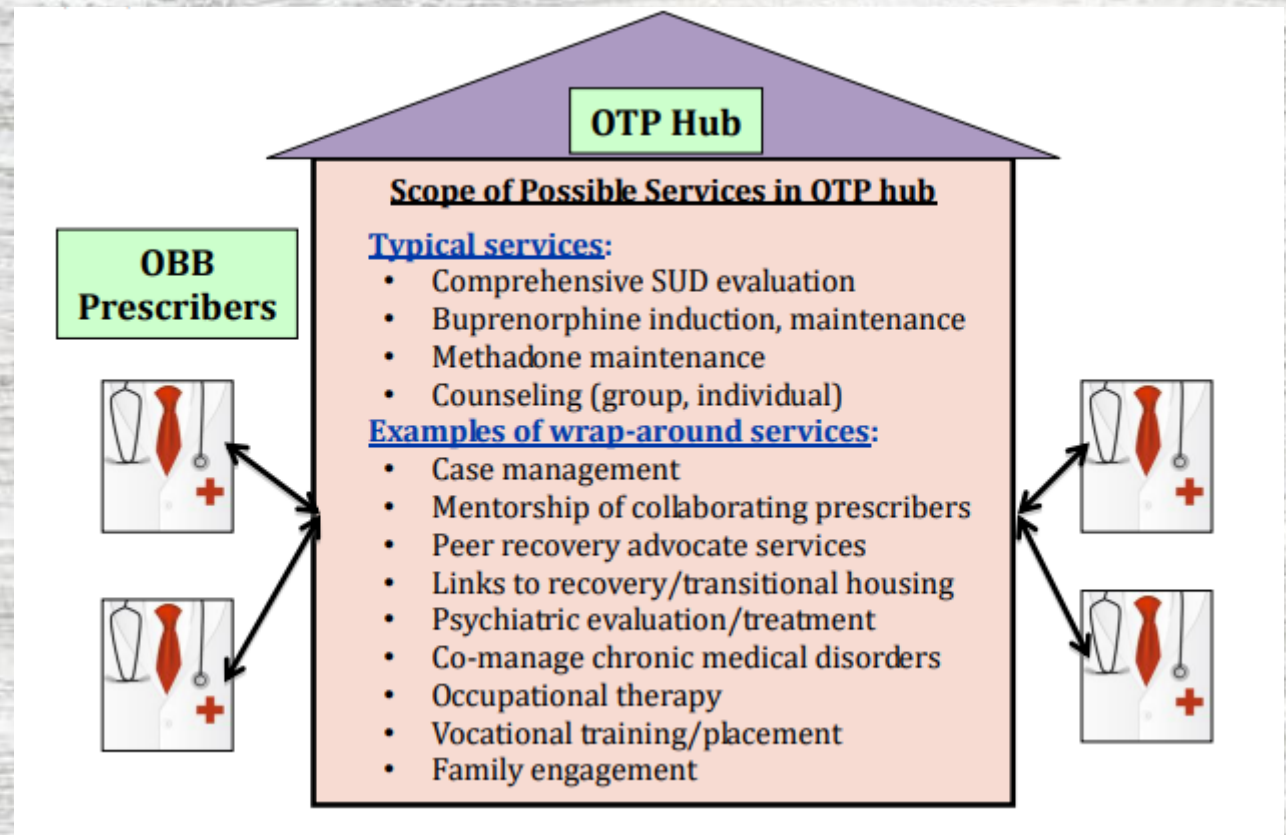 OTP Hub
Scope of Possible Services in OTP hub
OBB
Prescribers
Typical services:
• Comprehensive SUD evaluation
• Buprenorphine induction, maintenance
• Methadone maintenance
• Counseling (group, individual)
Examples of wrap-around services:
• Case management
• Mentorship of collaborating prescribers
• Peer recovery advocate services
• Links to recovery/transitional housing
• Psychiatric evaluation/treatment
• Co-manage chronic medical disorders
• Occupational therapy
• Vocational training/placement
• Family engagement